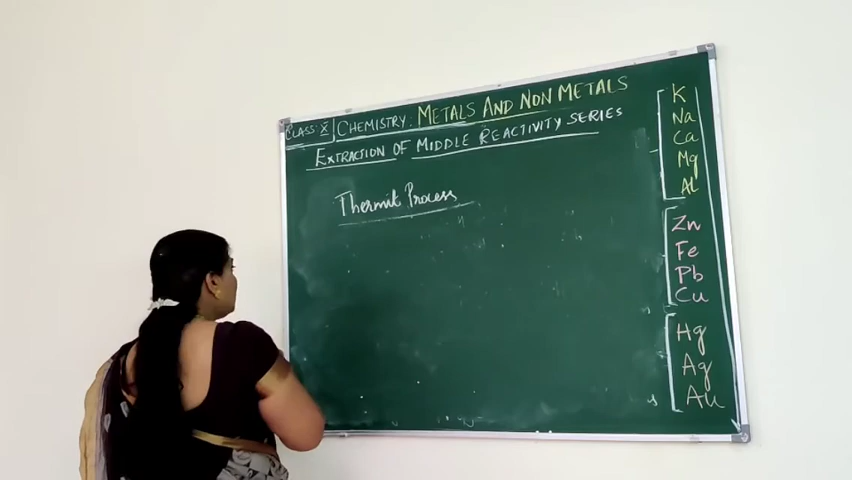 CLASS: X CHEMISTRY: METALS AND NON METALS
EXTRACTION OF MIDDLE REACTIVITY SERIES
Thermit Process
K
Na
Ca
Mg
Al
Zn
Fe
Pb
Cu
Hg
Ag
Au